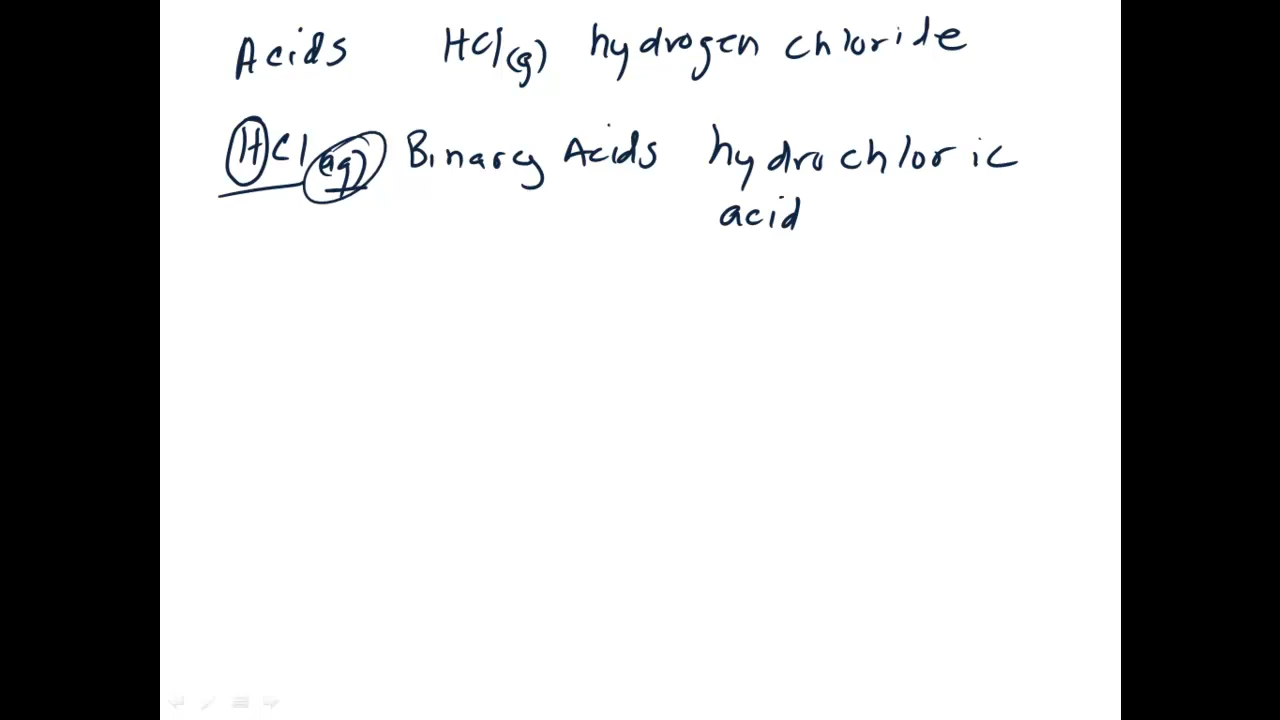 Acids HCl(g) hydrogen chloride
HCl(aq) Binary Acids hydrochloric
acid